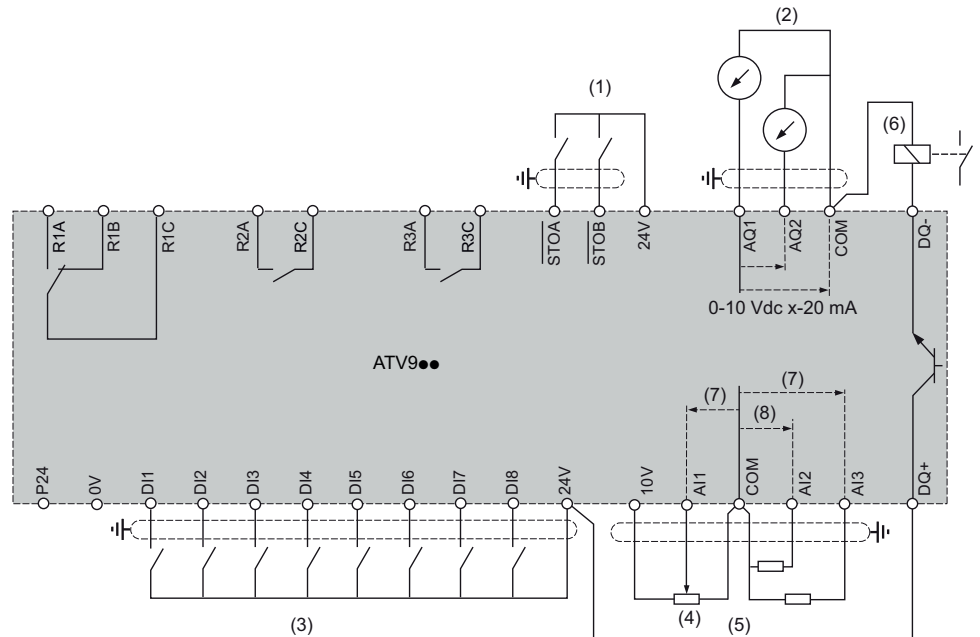 (2)
(1)
(6)
R1A
R1B
R1C
R2A
R2C
R3A
R3C
STOA
STOB
24V
AQ1
AQ2
COM
DQ-
0-10 Vdc x-20 mA
ATV9●●
(7)
(7)
(8)
P24
0V
DI1
DI2
DI3
DI4
DI5
DI6
DI7
DI8
24V
10V
AI1
COM
AI2
AI3
DQ+
(3)
(4)
(5)